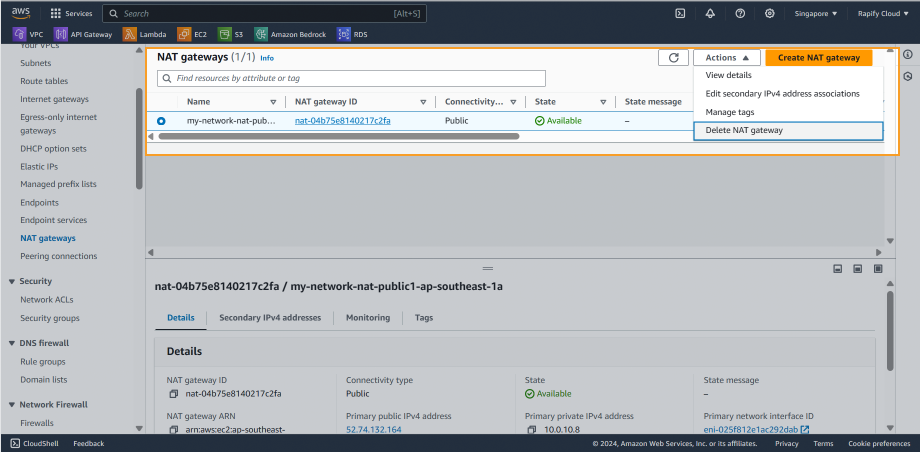 aws
Services
Search
[Alt+S]
Singapore
Rapify Cloud
VPC
API Gateway
Lambda
EC2
S3
Amazon Bedrock
RDS
Your VPCs
Subnets
Route tables
Internet gateways
Egress-only internet
gateways
DHCP option sets
Elastic IPs
Managed prefix lists
Endpoints
Endpoint services
NAT gateways
Peering connections
Security
Network ACLs
Security groups
DNS firewall
Rule groups
Domain lists
Network Firewall
Firewalls
NAT gateways (1/1) Info
Actions
Create NAT gateway
Find resources by attribute or tag
View details
Edit secondary IPv4 address associations
Manage tags
Delete NAT gateway
Name
NAT gateway ID
Connectivity...
State
State message
my-network-nat-pub...
nat-04b75e8140217c2fa
Public
Available
–
nat-04b75e8140217c2fa / my-network-nat-public1-ap-southeast-1a
Details
Secondary IPv4 addresses
Monitoring
Tags
Details
NAT gateway ID
Connectivity type
State
State message
nat-04b75e8140217c2fa
Public
Available
–
NAT gateway ARN
Primary public IPv4 address
Primary private IPv4 address
Primary network interface ID
arn:aws:ec2:ap-southeast-
52.74.132.164
10.0.10.8
eni-025f812e1ac292dab
CloudShell
Feedback
© 2024, Amazon Web Services, Inc. or its affiliates.
Privacy
Terms
Cookie preferences